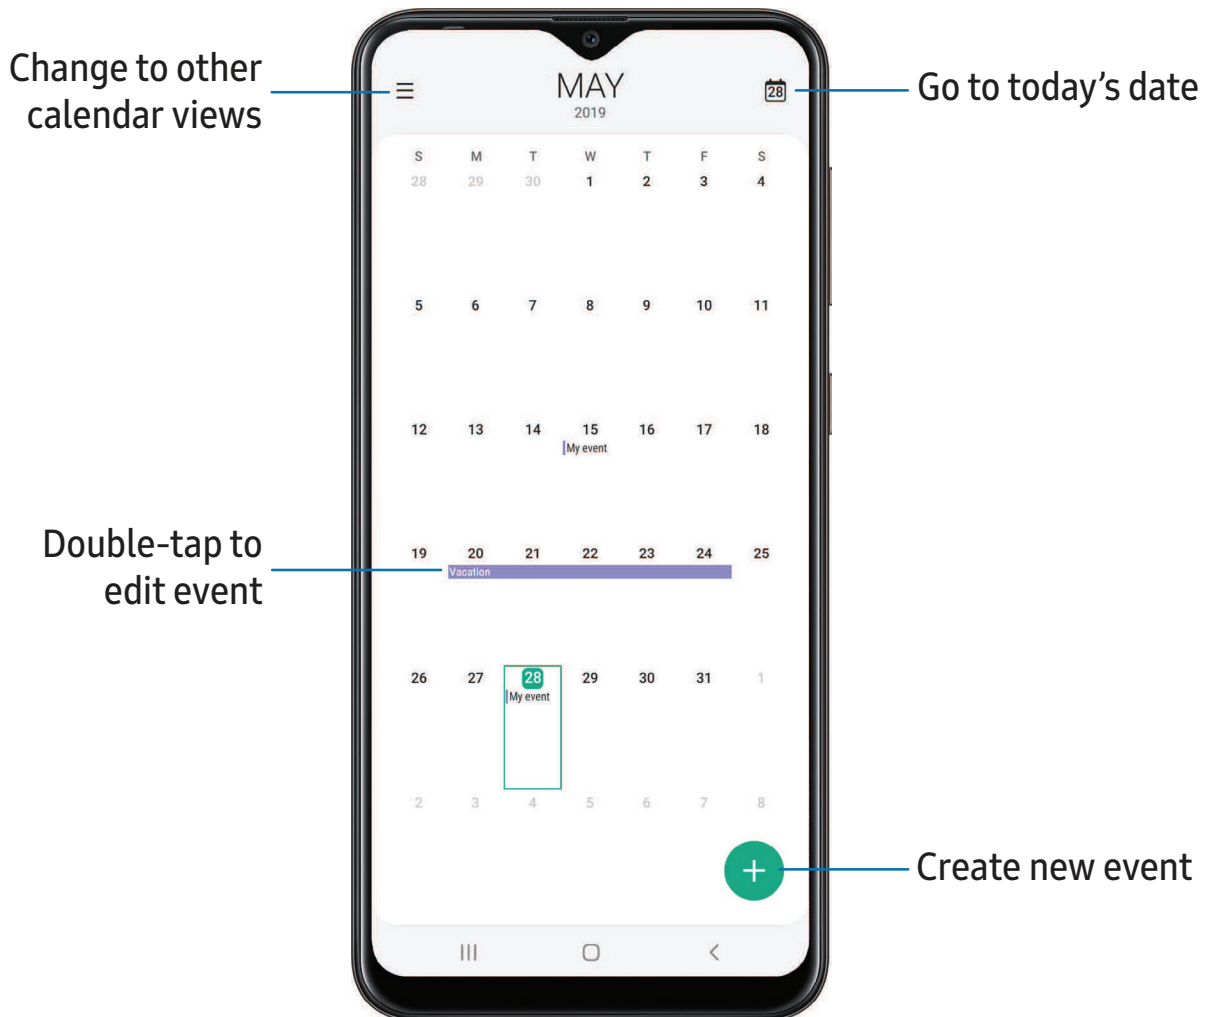 Change to other
calendar views
MAY
2019
28
Go to today's date
S M T W T F S
28 29 30 1 2 3 4
5 6 7 8 9 10 11
12 13 14 15 16 17 18
My event
Double-tap to
edit event
19 20 21 22 23 24 25
Vacation
26 27 28 29 30 31 1
My event
2 3 4 5 6 7 8
+
Create new event